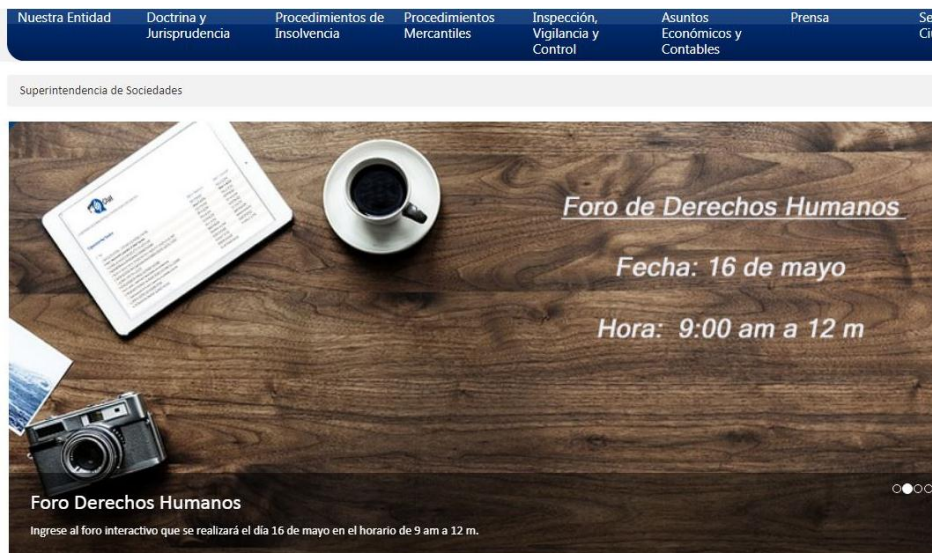 Nuestra Entidad
Doctrina y
Jurisprudencia
Procedimientos de
Insolvencia
Procedimientos
Mercantiles
Inspección,
Vigilancia y
Control
Asuntos
Económicos y
Contables
Prensa
Superintendencia de Sociedades
Foro de Derechos Humanos
Fecha: 16 de mayo
Hora: 9:00 am a 12 m
Foro Derechos Humanos
Ingrese al foro interactivo que se realizará el día 16 de mayo en el horario de 9 am a 12 m.